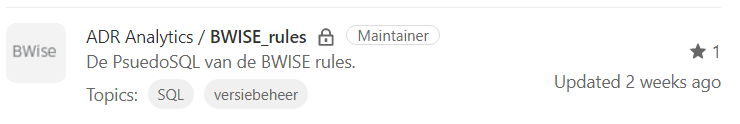 BWise
ADR Analytics / BWISE_rules Maintainer
De PsuedoSQL van de BWISE rules.
Topics: SQL versiebeheer
1
Updated 2 weeks ago